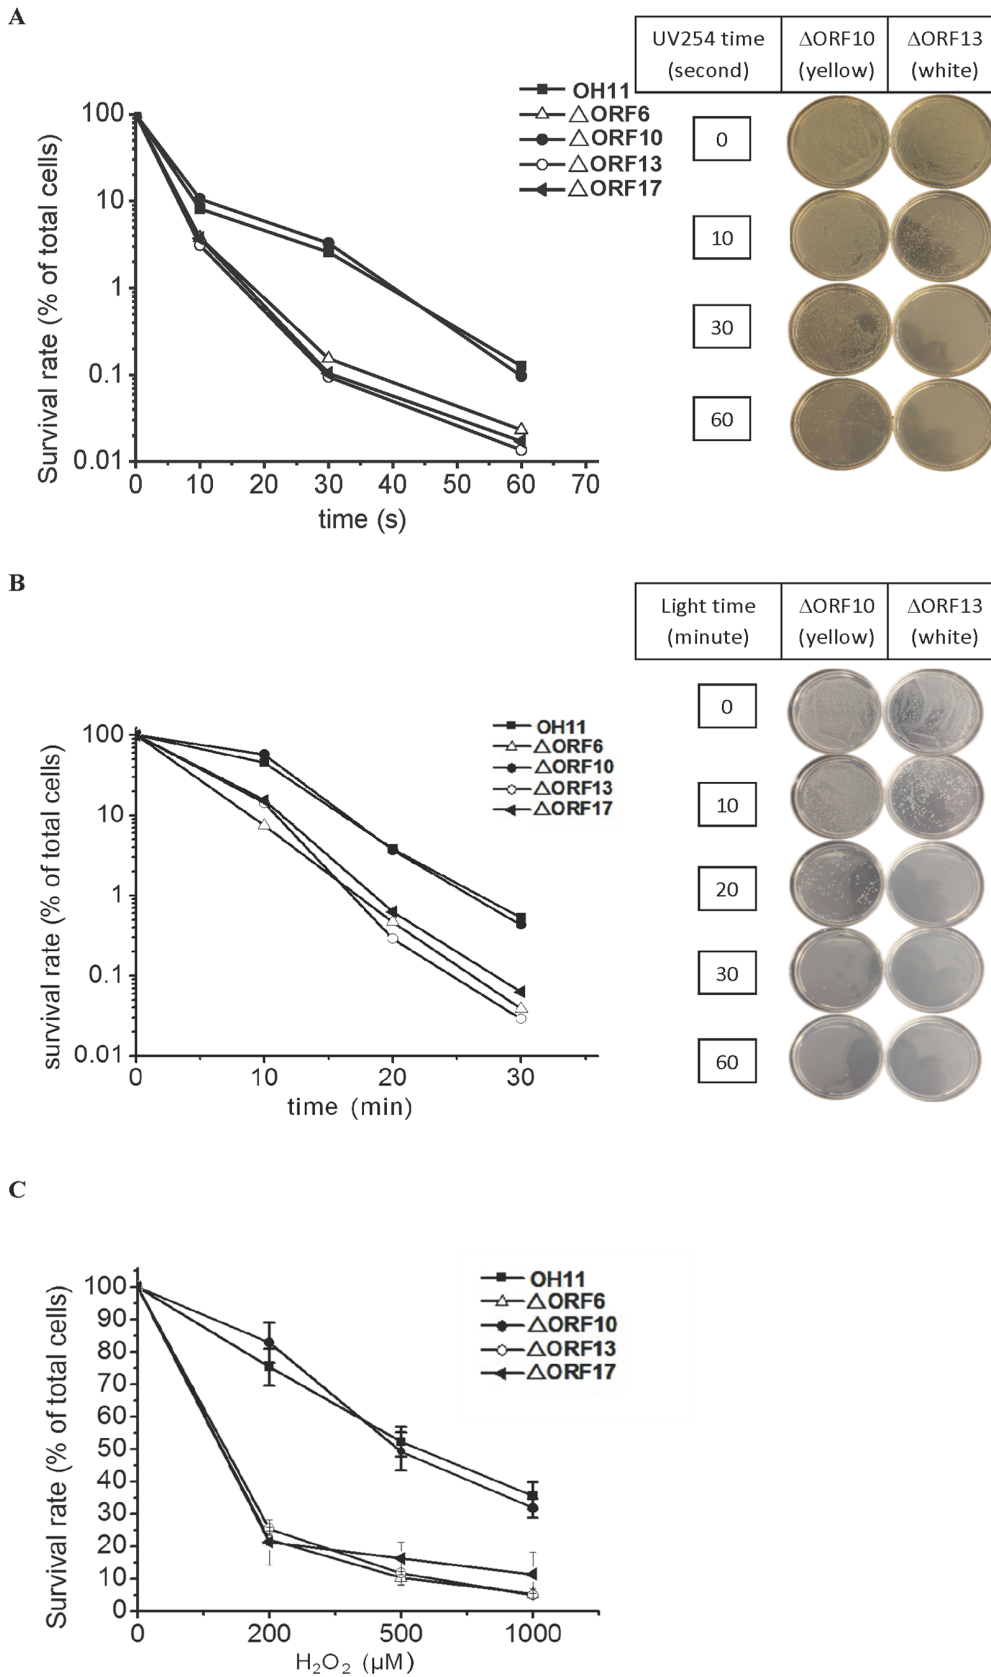 A
UV254 time
(second)
ΔORF10
(yellow)
ΔORF13
(white)
OH11
△ORF6
△ORF10
△ORF13
△ORF17
100
10
1
0.1
0.01
Survival rate (% of total cells)
0 10 20 30 40 50 60 70
time (s)
0
10
30
60
B
Light time
(minute)
ΔORF10
(yellow)
ΔORF13
(white)
OH11
△ORF6
△ORF10
△ORF13
△ORF17
100
10
1
0.1
0.01
survival rate (% of total cells)
0 10 20 30
time (min)
0
10
20
30
60
C
OH11
△ORF6
△ORF10
△ORF13
△ORF17
100
90
80
70
60
50
40
30
20
10
0
Survival rate (% of total cells)
0 200 500 1000
H₂O₂ (µM)